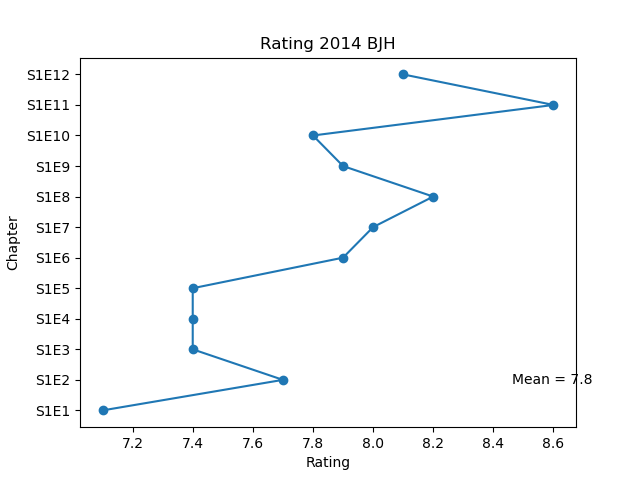 Rating 2014 BJH
Chapter
S1E12
S1E11
S1E10
S1E9
S1E8
S1E7
S1E6
S1E5
S1E4
S1E3
S1E2
S1E1
Mean = 7.8
7.2 7.4 7.6 7.8 8.0 8.2 8.4 8.6
Rating